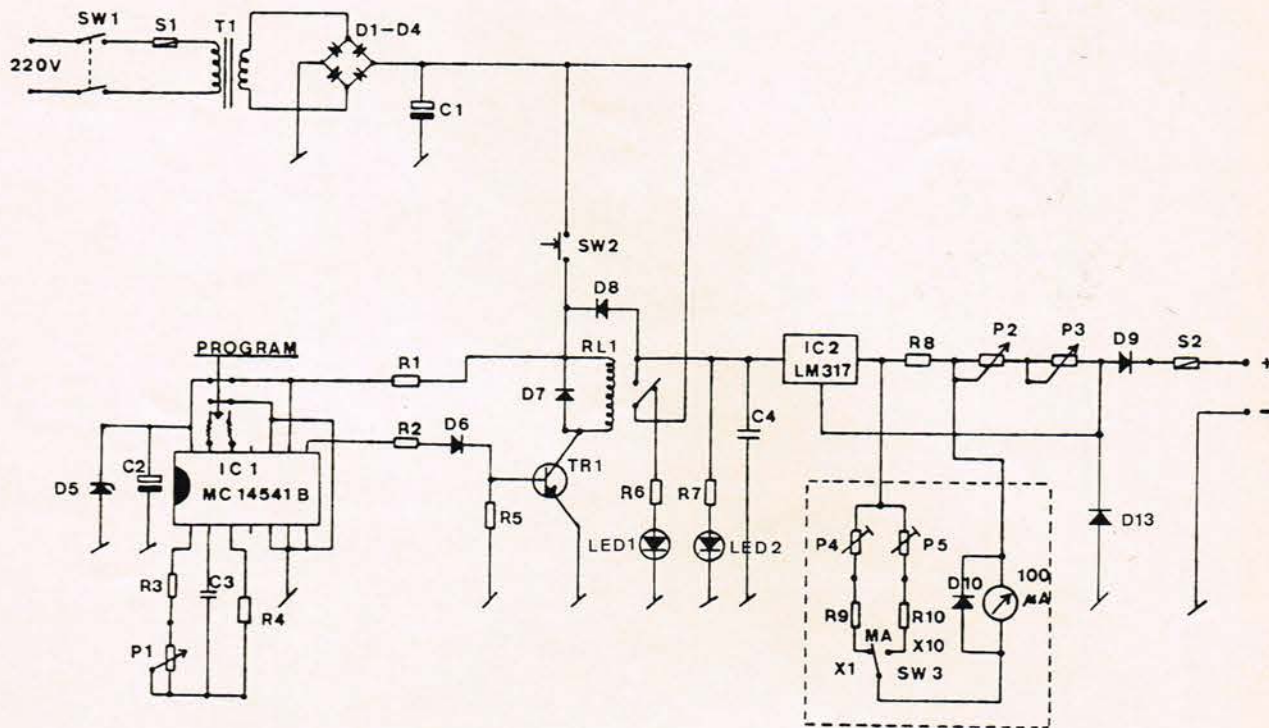 SW1
S1
T1
D1-D4
220V
C1
SW2
D8
RL1
PROGRAM
R1
D7
IC2
LM317
R8
P2
P3
D9
S2
+
-
R2
D6
C4
C2
IC1
MC14541B
D5
TR1
R5
R6
R7
LED1
LED2
D13
P4
P5
R3
C3
R4
D10
100
µA
R9
R10
MA
X10
X1
SW3
P1